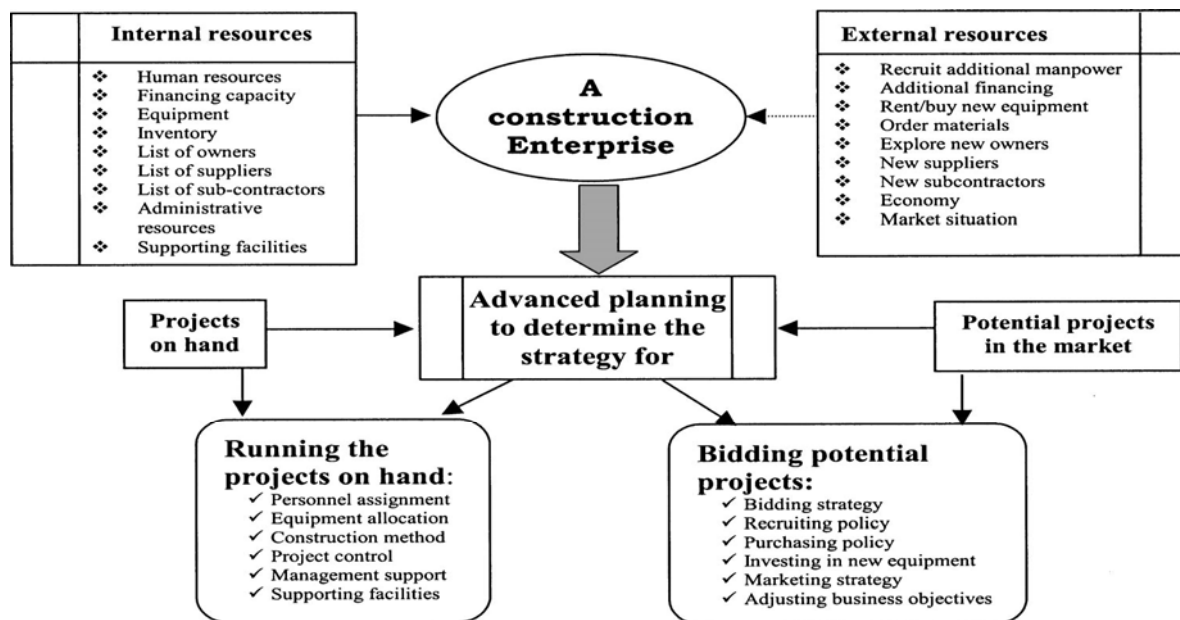 Internal resources
❖ Human resources
❖ Financing capacity
❖ Equipment
❖ Inventory
❖ List of owners
❖ List of suppliers
❖ List of sub-contractors
❖ Administrative
resources
❖ Supporting facilities
A
construction
Enterprise
External resources
❖ Recruit additional manpower
❖ Additional financing
❖ Rent/buy new equipment
❖ Order materials
❖ Explore new owners
❖ New suppliers
❖ New subcontractors
❖ Economy
❖ Market situation
Projects
on hand
Advanced planning
to determine the
strategy for
Potential projects
in the market
Running the
projects on hand:
✓ Personnel assignment
✓ Equipment allocation
✓ Construction method
✓ Project control
✓ Management support
✓ Supporting facilities
Bidding potential
projects:
✓ Bidding strategy
✓ Recruiting policy
✓ Purchasing policy
✓ Investing in new equipment
✓ Marketing strategy
✓ Adjusting business objectives